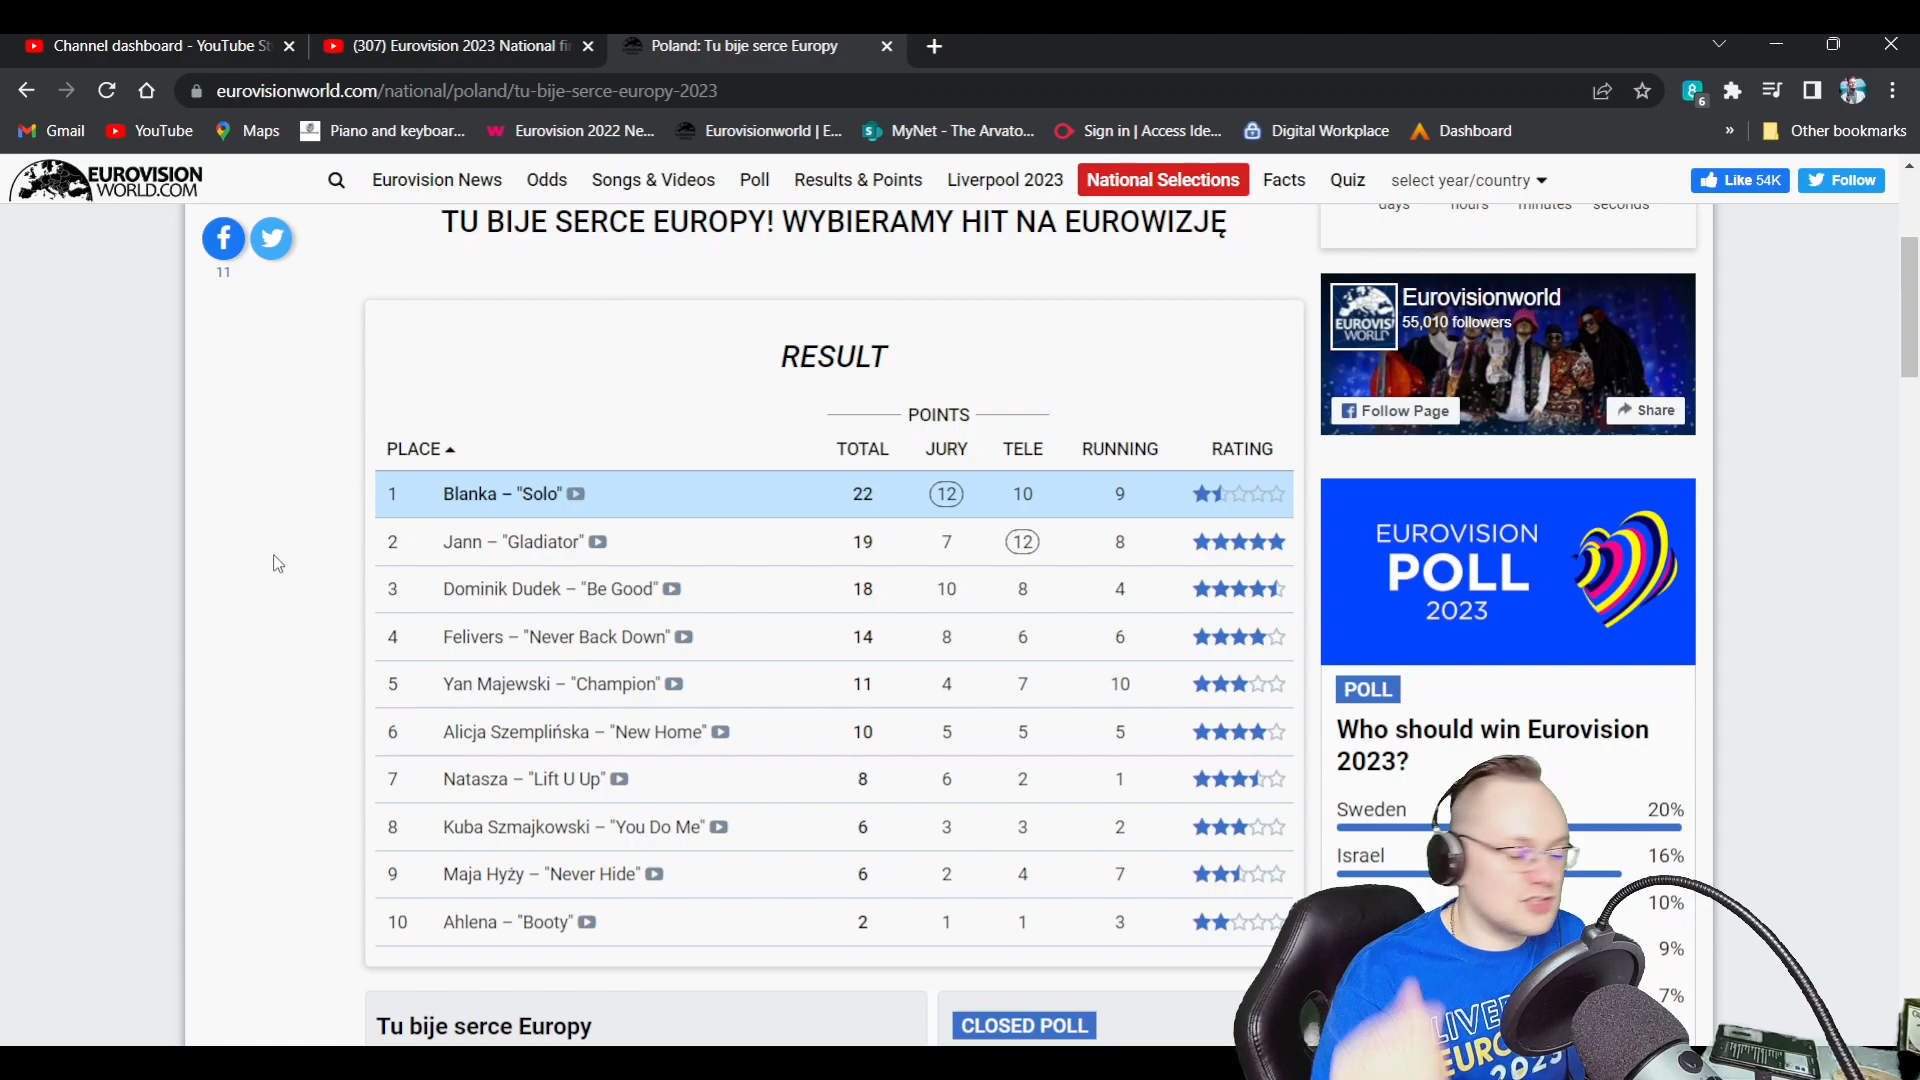 Channel dashboard - YouTube St
(307) Eurovision 2023 National fi
Poland: Tu bije serce Europy
eurovisionworld.com/national/poland/tu-bije-serce-europy-2023
6
Gmail
YouTube
Maps
Piano and keyboar...
Eurovision 2022 Ne...
Eurovisionworld | E...
MyNet - The Arvato...
Sign in | Access Ide...
Digital Workplace
Dashboard
»
Other bookmarks
EUROVISION
WORLD.COM
Eurovision News
Odds
Songs & Videos
Poll
Results & Points
Liverpool 2023
National Selections
Facts
Quiz
select year/country
Like 54K
Follow
days hours minutes seconds
11
TU BIJE SERCE EUROPY! WYBIERAMY HIT NA EUROWIZJĘ
RESULT
POINTS
PLACE TOTAL JURY TELE RUNNING RATING
1 Blanka – "Solo" 22 12 10 9
2 Jann – "Gladiator" 19 7 12 8
3 Dominik Dudek – "Be Good" 18 10 8 4
4 Felivers – "Never Back Down" 14 8 6 6
5 Yan Majewski – "Champion" 11 4 7 10
6 Alicja Szemplińska – "New Home" 10 5 5 5
7 Natasza – "Lift U Up" 8 6 2 1
8 Kuba Szmajkowski – "You Do Me" 6 3 3 2
9 Maja Hyży – "Never Hide" 6 2 4 7
10 Ahlena – "Booty" 2 1 1 3
Tu bije serce Europy
CLOSED POLL
EUROVIS
WORLD
Eurovisionworld
55,010 followers
Follow Page
Share
EUROVISION
POLL
2023
POLL
Who should win Eurovision
2023?
Sweden 20%
Israel 16%
10%
9%
7%
LIVE
EURO
2023